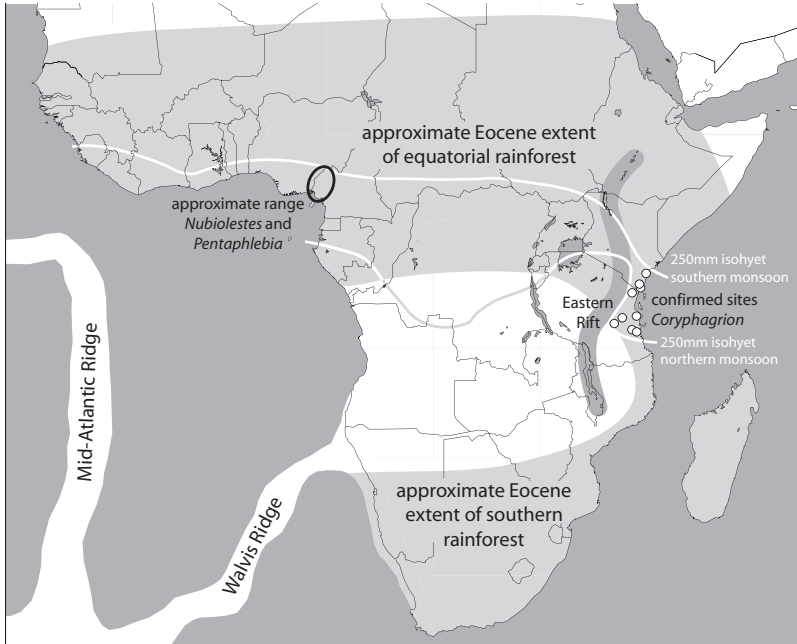 approximate Eocene extent
of equatorial rainforest
approximate range
Nubiolestes and
Pentaphlebia
250mm isohyet
southern monsoon
Eastern
Rift
confirmed sites
Coryphagrion
250mm isohyet
northern monsoon
Mid-Atlantic Ridge
Walvis Ridge
approximate Eocene
extent of southern
rainforest